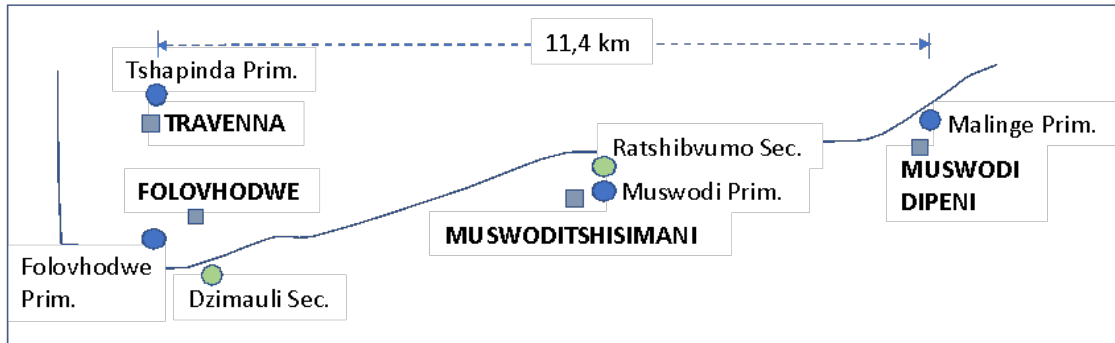 11,4 km
Tshapinda Prim.
TRAVENNA
Ratshibvumo Sec.
Malinge Prim.
FOLOVHODWE
Muswodi Prim.
MUSWODI
DIPENI
MUSWODITSHISIMANI
Folovhodwe
Prim.
Dzimauli Sec.